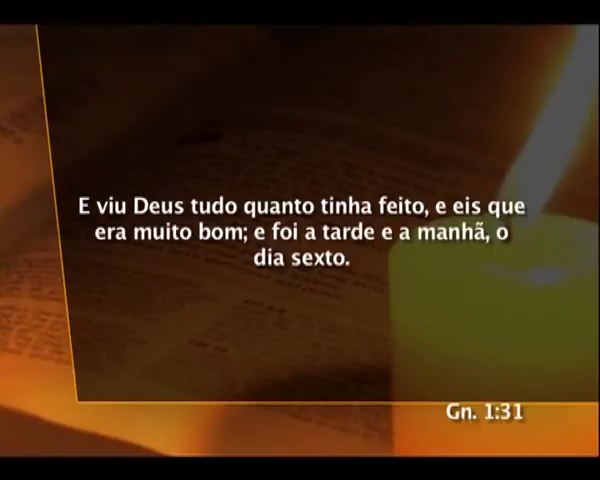 E viu Deus tudo quanto tinha feito, e eis que
era muito bom; e foi a tarde e a manhã, o
dia sexto.
Gn. 1:31